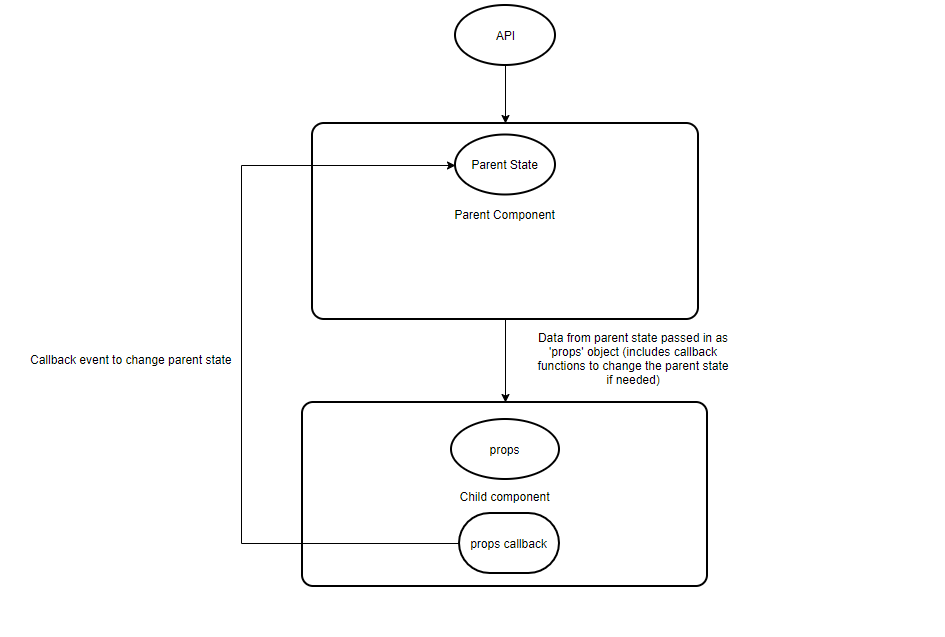 API
Parent State
Parent Component
Data from parent state passed in as
'props' object (includes callback
functions to change the parent state
if needed)
Callback event to change parent state
props
Child component
props callback